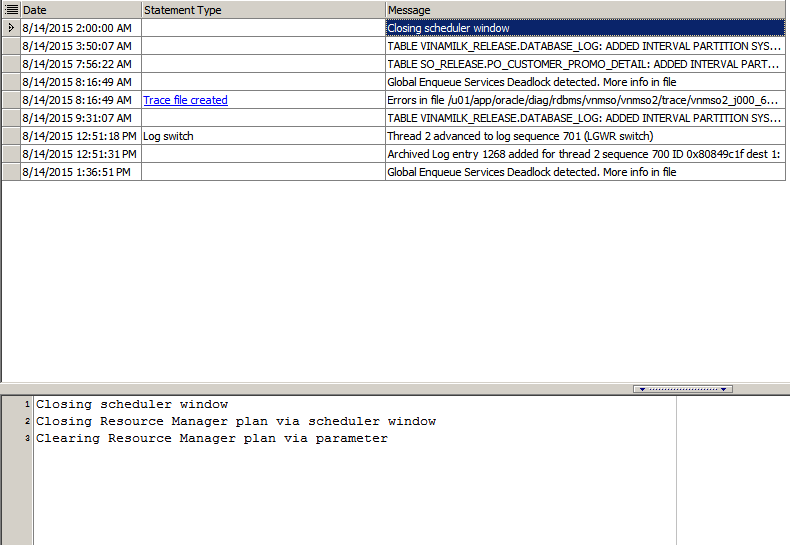 Date Statement Type Message
8/14/2015 2:00:00 AM Closing scheduler window
8/14/2015 3:50:07 AM TABLE VINAMILK_RELEASE.DATABASE_LOG: ADDED INTERVAL PARTITION SYS...
8/14/2015 7:56:22 AM TABLE SO_RELEASE.PO_CUSTOMER_PROMO_DETAIL: ADDED INTERVAL PART...
8/14/2015 8:16:49 AM Global Enqueue Services Deadlock detected. More info in file
8/14/2015 8:16:49 AM Trace file created Errors in file /u01/app/oracle/diag/rdbms/vnmso/vnmso2/trace/vnmso2_j000_6...
8/14/2015 9:31:07 AM TABLE VINAMILK_RELEASE.DATABASE_LOG: ADDED INTERVAL PARTITION SYS...
8/14/2015 12:51:18 PM Log switch Thread 2 advanced to log sequence 701 (LGWR switch)
8/14/2015 12:51:31 PM Archived Log entry 1268 added for thread 2 sequence 700 ID 0x80849c1f dest 1:
8/14/2015 1:36:51 PM Global Enqueue Services Deadlock detected. More info in file
1 Closing scheduler window
2 Closing Resource Manager plan via scheduler window
3 Clearing Resource Manager plan via parameter